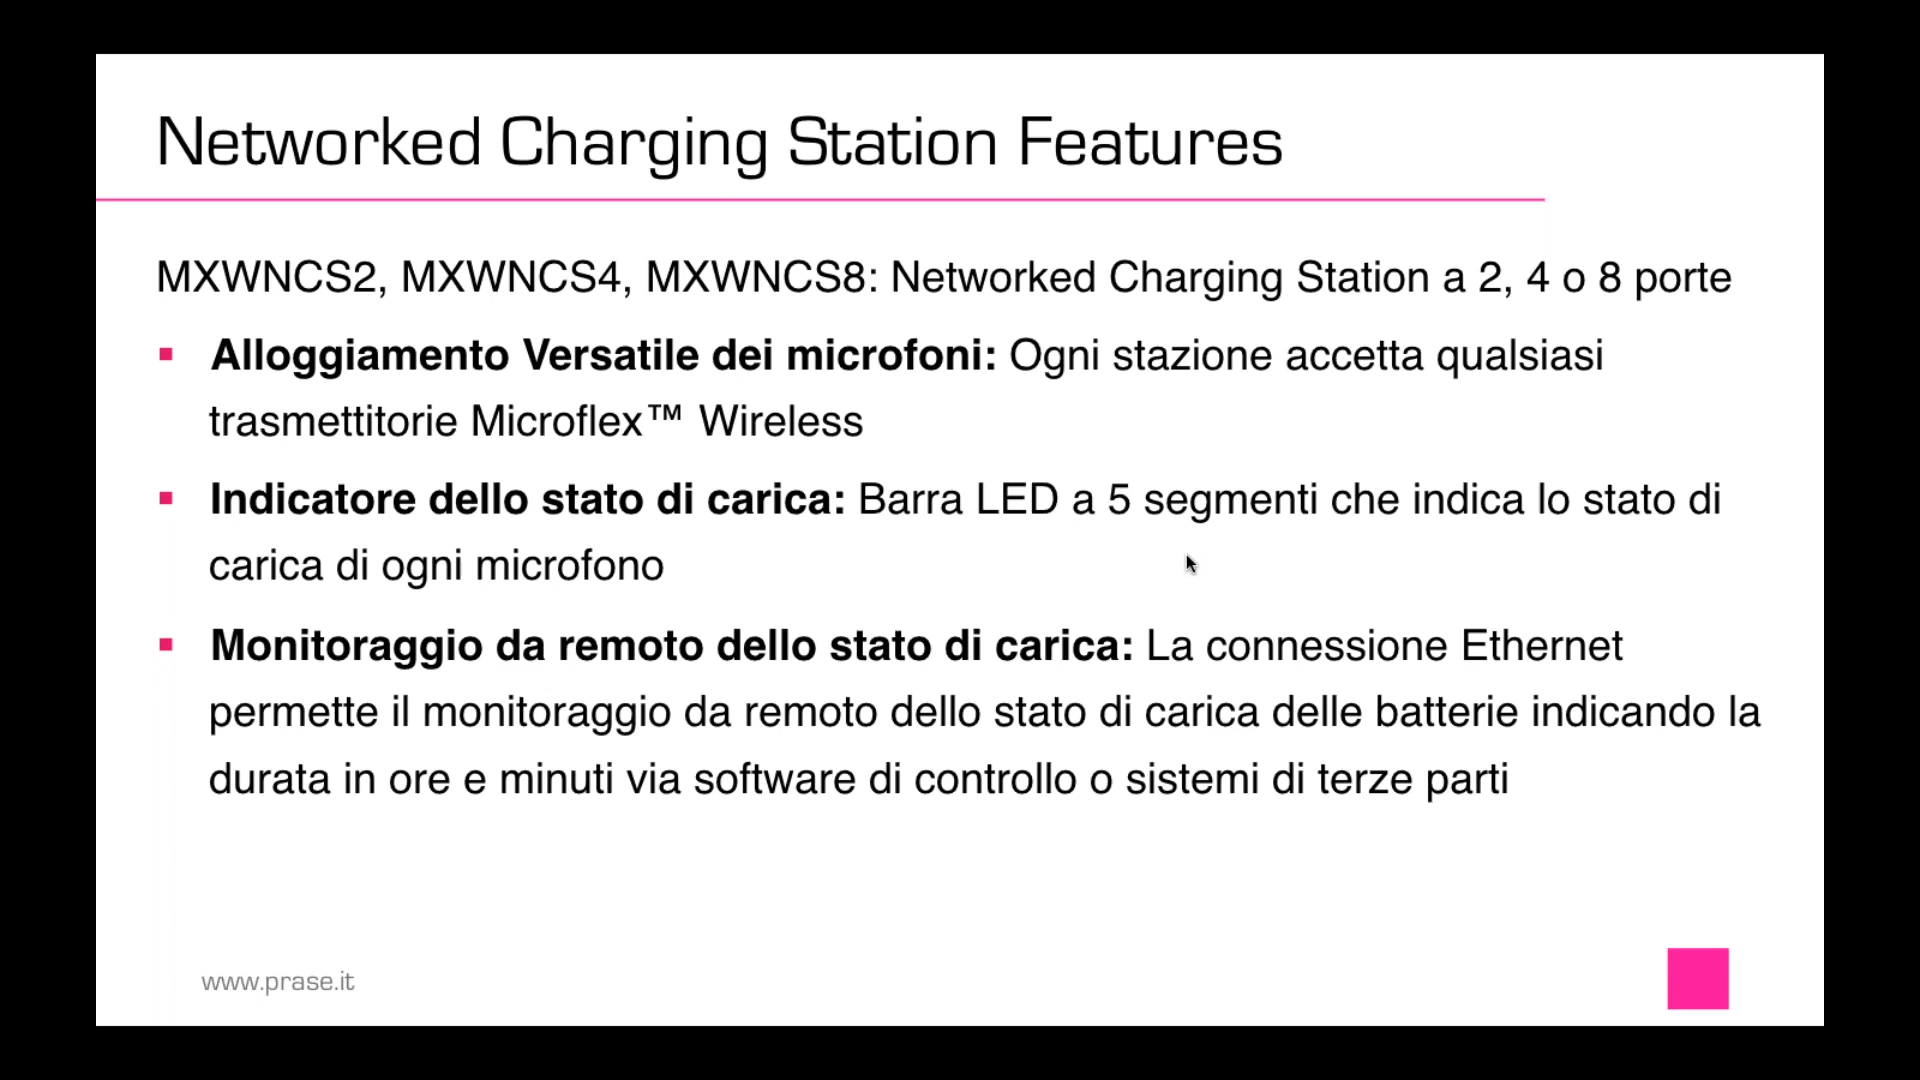 Networked Charging Station Features
MXWNCS2, MXWNCS4, MXWNCS8: Networked Charging Station a 2, 4 o 8 porte
▪ Alloggiamento Versatile dei microfoni: Ogni stazione accetta qualsiasi
trasmettitorie Microflex™ Wireless
▪ Indicatore dello stato di carica: Barra LED a 5 segmenti che indica lo stato di
carica di ogni microfono
▪ Monitoraggio da remoto dello stato di carica: La connessione Ethernet
permette il monitoraggio da remoto dello stato di carica delle batterie indicando la
durata in ore e minuti via software di controllo o sistemi di terze parti
www.prase.it